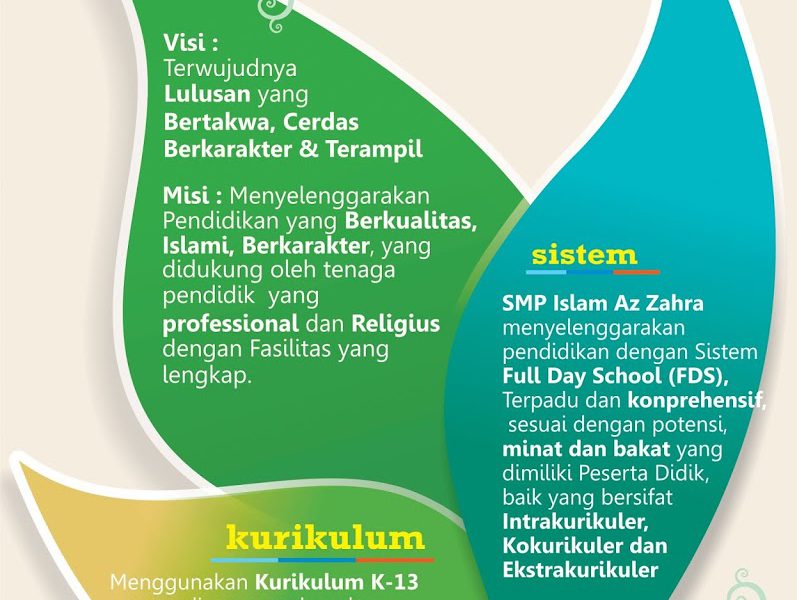 Visi :
Terwujudnya
Lulusan yang
Bertakwa, Cerdas
Berkarakter & Terampil
Misi : Menyelenggarakan
Pendidikan yang Berkualitas,
Islami, Berkarakter, yang
didukung oleh tenaga
pendidik yang
professional dan Religius
dengan Fasilitas yang
lengkap.
sistem
SMP Islam Az Zahra
menyelenggarakan
pendidikan dengan Sistem
Full Day School (FDS),
Terpadu dan konprehensif,
sesuai dengan potensi,
minat dan bakat yang
dimiliki Peserta Didik,
baik yang bersifat
Intrakurikuler,
Kokurikuler dan
Ekstrakurikuler
kurikulum
Menggunakan Kurikulum K-13